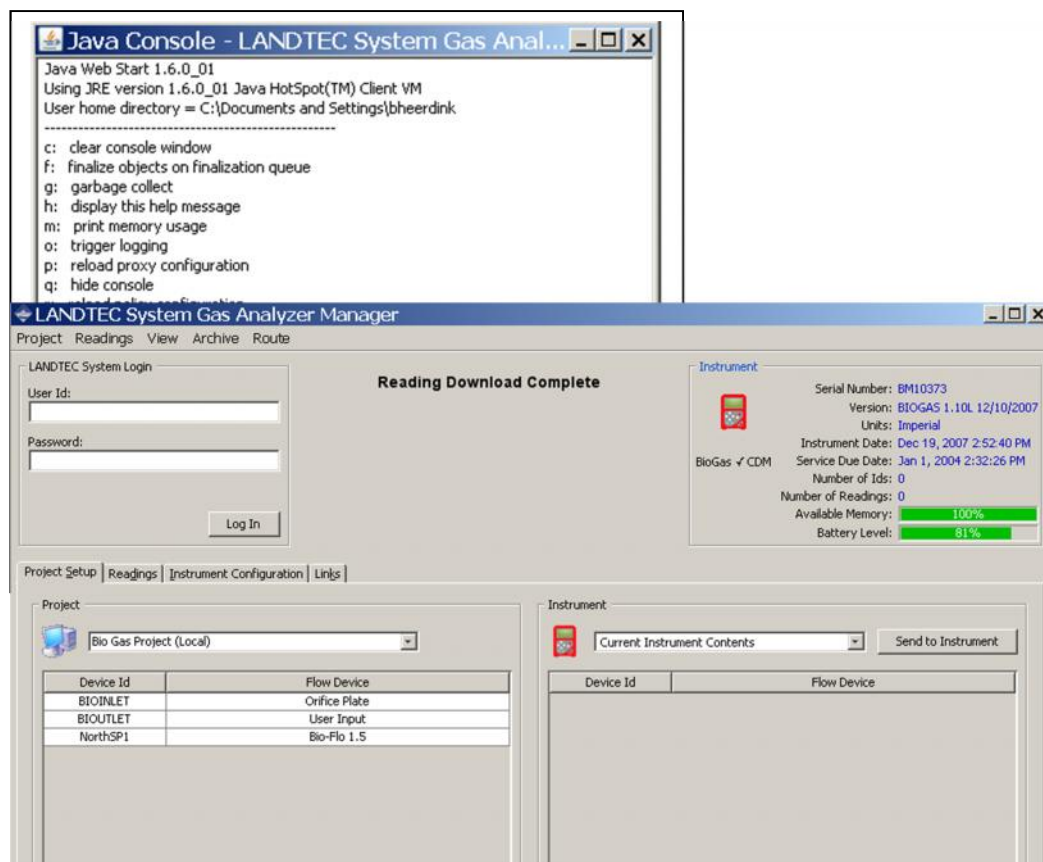 Java Console - LANDTEC System Gas Anal...
Java Web Start 1.6.0_01
Using JRE version 1.6.0_01 Java HotSpot(TM) Client VM
User home directory = C:\Documents and Settings\bheerdink
----------------------------------------------------
c: clear console window
f: finalize objects on finalization queue
g: garbage collect
h: display this help message
m: print memory usage
o: trigger logging
p: reload proxy configuration
q: hide console
LANDTEC System Gas Analyzer Manager
Project Readings View Archive Route
LANDTEC System Login
User Id:
Password:
Log In
Reading Download Complete
Instrument
BioGas ✓ CDM
Serial Number: BM10373
Version: BIOGAS 1.10L 12/10/2007
Units: Imperial
Instrument Date: Dec 19, 2007 2:52:40 PM
Service Due Date: Jan 1, 2004 2:32:26 PM
Number of Ids: 0
Number of Readings: 0
Available Memory: 100%
Battery Level: 81%
Project Setup Readings Instrument Configuration Links
Project
Bio Gas Project (Local)
Device Id Flow Device
BIOINLET Orifice Plate
BIOUTLET User Input
NorthSP1 Bio-Flo 1.5
Instrument
Current Instrument Contents
Send to Instrument
Device Id Flow Device